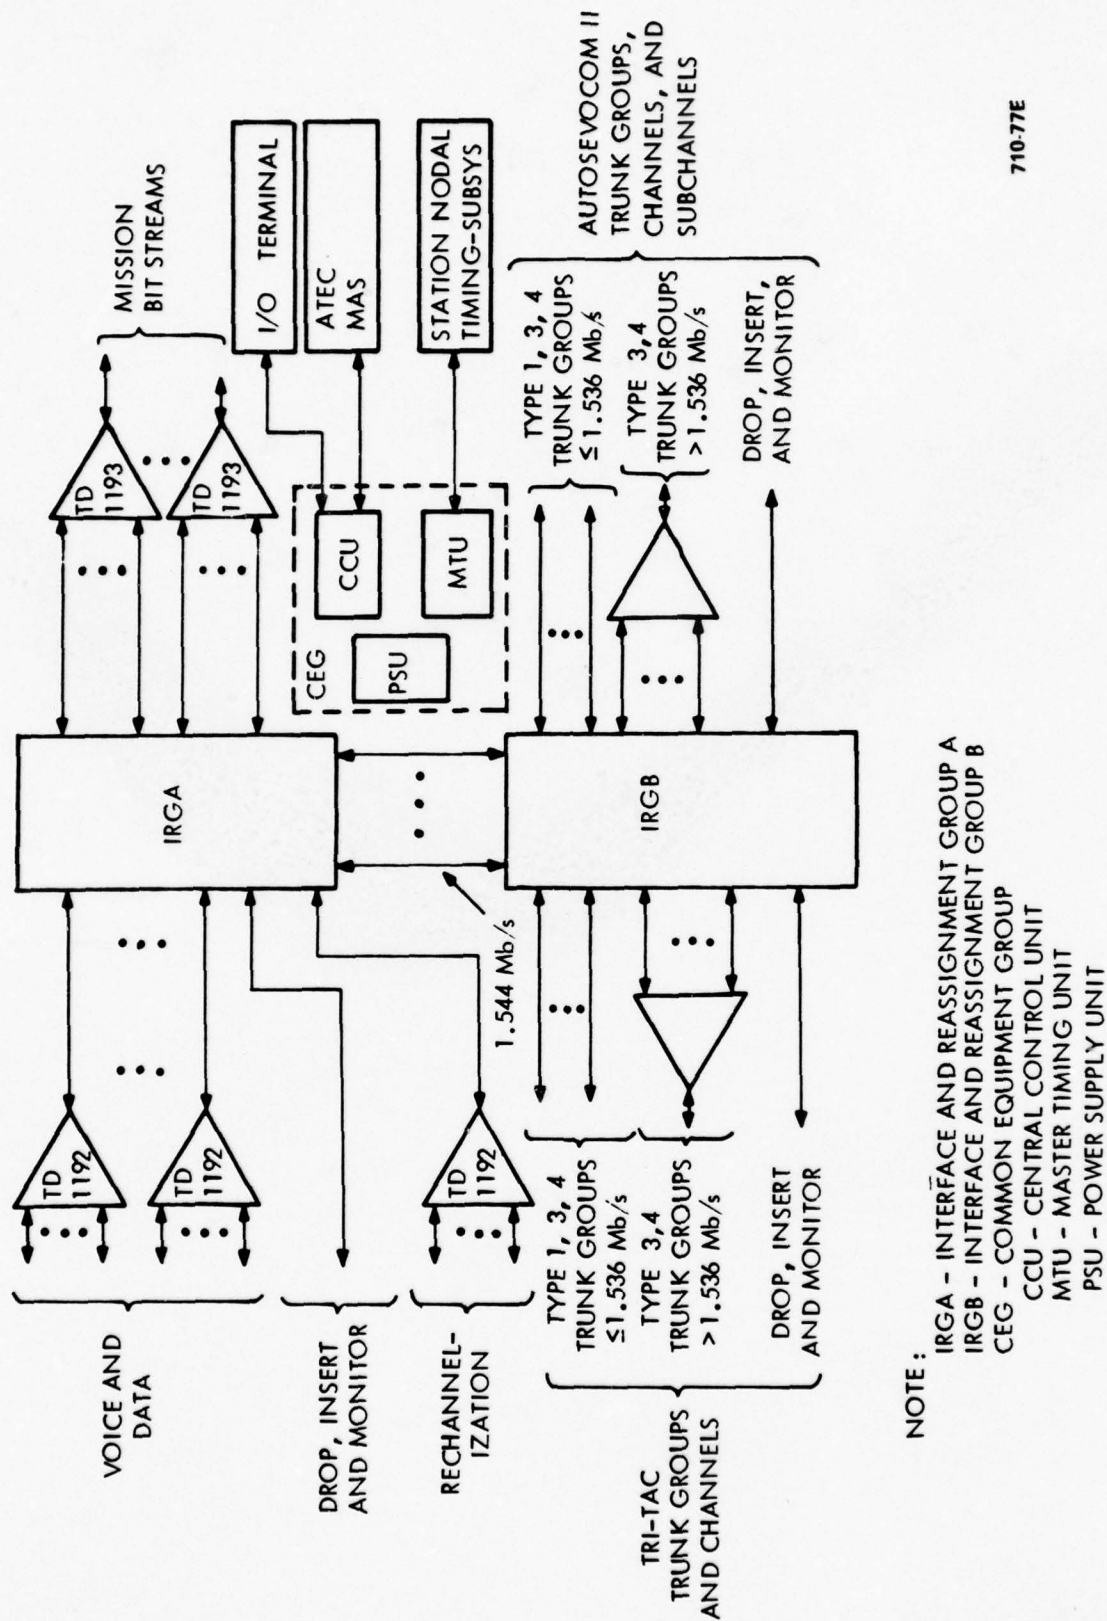 VOICE AND
DATA
DROP, INSERT
AND MONITOR
RECHANNEL-
IZATION
TRI-TAC
TRUNK GROUPS
AND CHANNELS
TYPE 1, 3, 4
TRUNK GROUPS
≤1.536 Mb/s
TYPE 3,4
TRUNK GROUPS
>1.536 Mb/s
DROP, INSERT
AND MONITOR
TD
1192
TD
1192
TD
1192
1.544 Mb/s
IRGA
IRGB
CEG
PSU
CCU
MTU
TD
1193
TD
1193
MISSION
BIT STREAMS
I/O TERMINAL
ATEC
MAS
STATION NODAL
TIMING-SUBSYS
TYPE 1, 3, 4
TRUNK GROUPS
≤1.536 Mb/s
TYPE 3,4
TRUNK GROUPS
>1.536 Mb/s
DROP, INSERT,
AND MONITOR
AUTOSEVOCOM II
TRUNK GROUPS,
CHANNELS, AND
SUBCHANNELS
NOTE:
IRGA - INTERFACE AND REASSIGNMENT GROUP A
IRGB - INTERFACE AND REASSIGNMENT GROUP B
CEG - COMMON EQUIPMENT GROUP
CCU - CENTRAL CONTROL UNIT
MTU - MASTER TIMING UNIT
PSU - POWER SUPPLY UNIT
710-77E